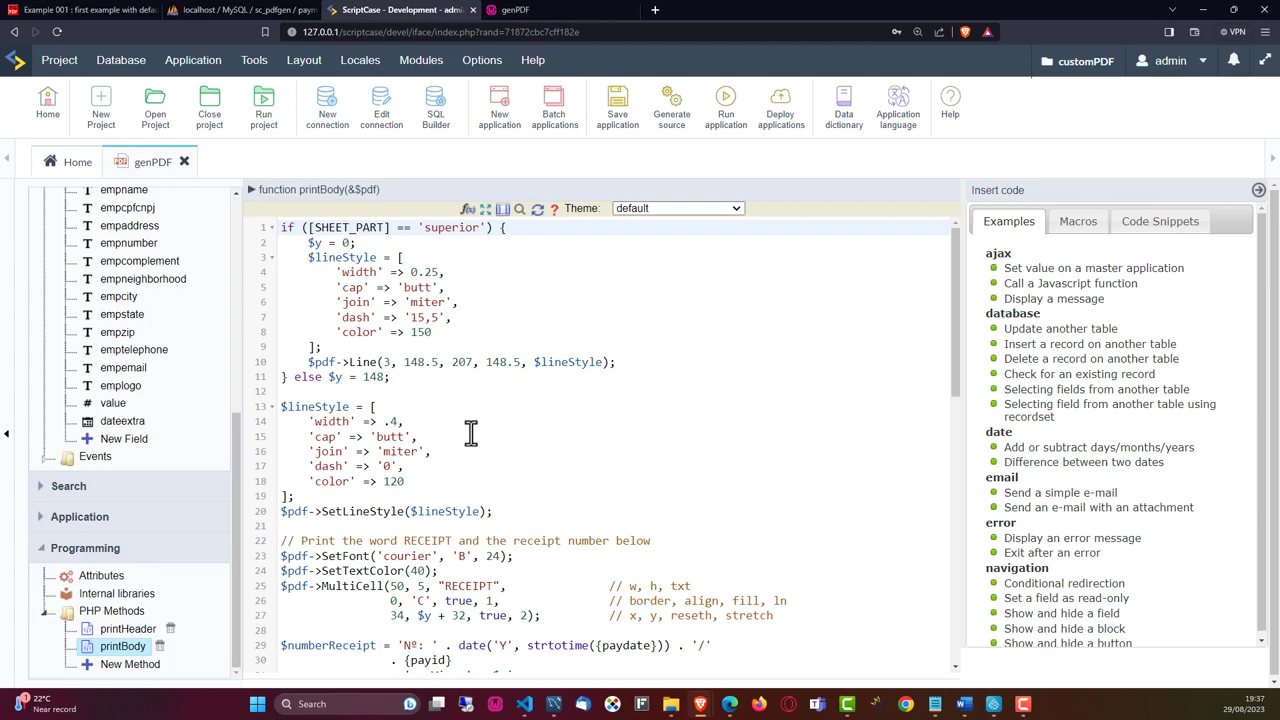 Example 001 : first example with defa
localhost / MySQL / sc_pdfgen / paym
ScriptCase - Development - admi
genPDF
127.0.0.1/scriptcase/devel/iface/index.php?rand=71872cbc7cff182e
VPN
Project Database Application Tools Layout Locales Modules Options Help
customPDF
admin
Home
New Project
Open Project
Close project
Run project
New connection
Edit connection
SQL Builder
New application
Batch applications
Save application
Generate source
Run application
Deploy applications
Data dictionary
Application language
Help
Home
genPDF
empname
empcpfcnpj
empaddress
empnumber
empcomplement
empneighborhood
empcity
empstate
empzip
emptelephone
empemail
emplogo
value
dateextra
New Field
Events
Search
Application
Programming
Attributes
Internal libraries
PHP Methods
printHeader
printBody
New Method
function printBody(&$pdf)
Theme: default
1 if ([SHEET_PART] == 'superior') {
2 $y = 0;
3 $lineStyle = [
4 'width' => 0.25,
5 'cap' => 'butt',
6 'join' => 'miter',
7 'dash' => '15,5',
8 'color' => 150
9 ];
10 $pdf->Line(3, 148.5, 207, 148.5, $lineStyle);
11 } else $y = 148;
12
13 $lineStyle = [
14 'width' => .4,
15 'cap' => 'butt',
16 'join' => 'miter',
17 'dash' => '0',
18 'color' => 120
19 ];
20 $pdf->SetLineStyle($lineStyle);
21
22 // Print the word RECEIPT and the receipt number below
23 $pdf->SetFont('courier', 'B', 24);
24 $pdf->SetTextColor(40);
25 $pdf->MultiCell(50, 5, "RECEIPT", // w, h, txt
26 0, 'C', true, 1, // border, align, fill, ln
27 34, $y + 32, true, 2); // x, y, reseth, stretch
28
29 $numberReceipt = 'Nº: ' . date('Y', strtotime({paydate})) . '/'
30 . {payid}
Insert code
Examples
Macros
Code Snippets
ajax
Set value on a master application
Call a Javascript function
Display a message
database
Update another table
Insert a record on another table
Delete a record on another table
Check for an existing record
Selecting fields from another table
Selecting fields from another table using
recordset
date
Add or subtract days/months/years
Difference between two dates
email
Send a simple e-mail
Send an e-mail with an attachment
error
Display an error message
Exit after an error
navigation
Conditional redirection
Set a field as read-only
Show and hide a field
Show and hide a block
Show and hide a button
22°C
Near record
Search
19:37
29/08/2023